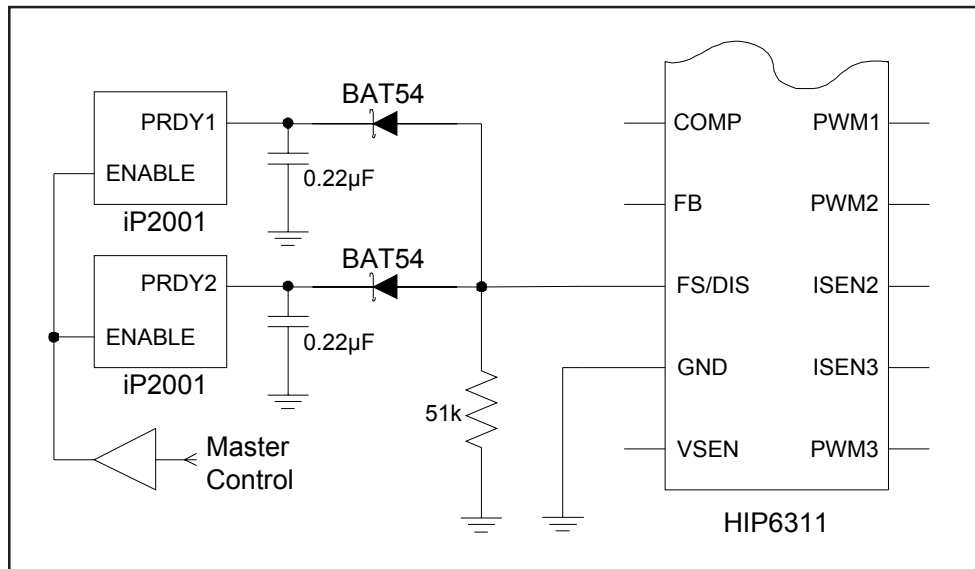 BAT54
PRDY1
ENABLE
0.22µF
iP2001
BAT54
PRDY2
ENABLE
0.22µF
iP2001
51k
Master
Control
COMP
PWM1
FB
PWM2
FS/DIS
ISEN2
GND
ISEN3
VSEN
PWM3
HIP6311